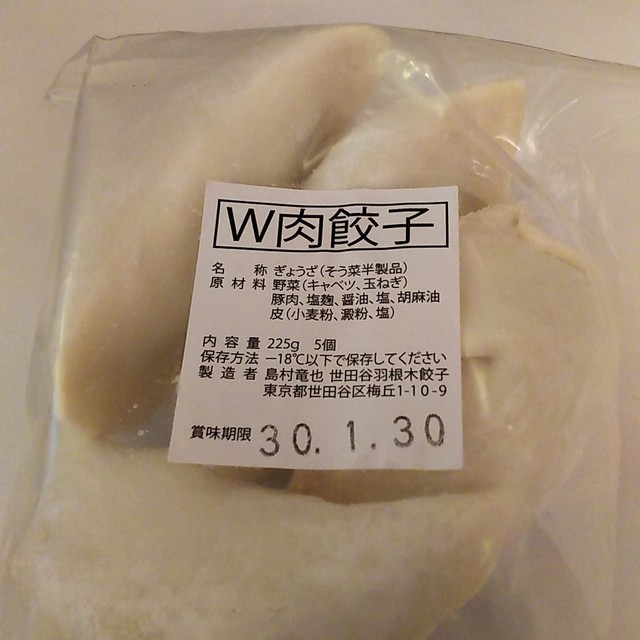 W肉餃子
名 称 ぎょうざ(そう菜半製品)
原材料 野菜(キャベツ、玉ねぎ)
豚肉、塩麹、醤油、塩、胡麻油
皮(小麦粉、澱粉、塩)
内容量 225g 5個
保存方法 −18℃以下で保存してください
製造者 島村竜也 世田谷羽根木餃子
東京都世田谷区梅丘1-10-9
賞味期限 30.1.30